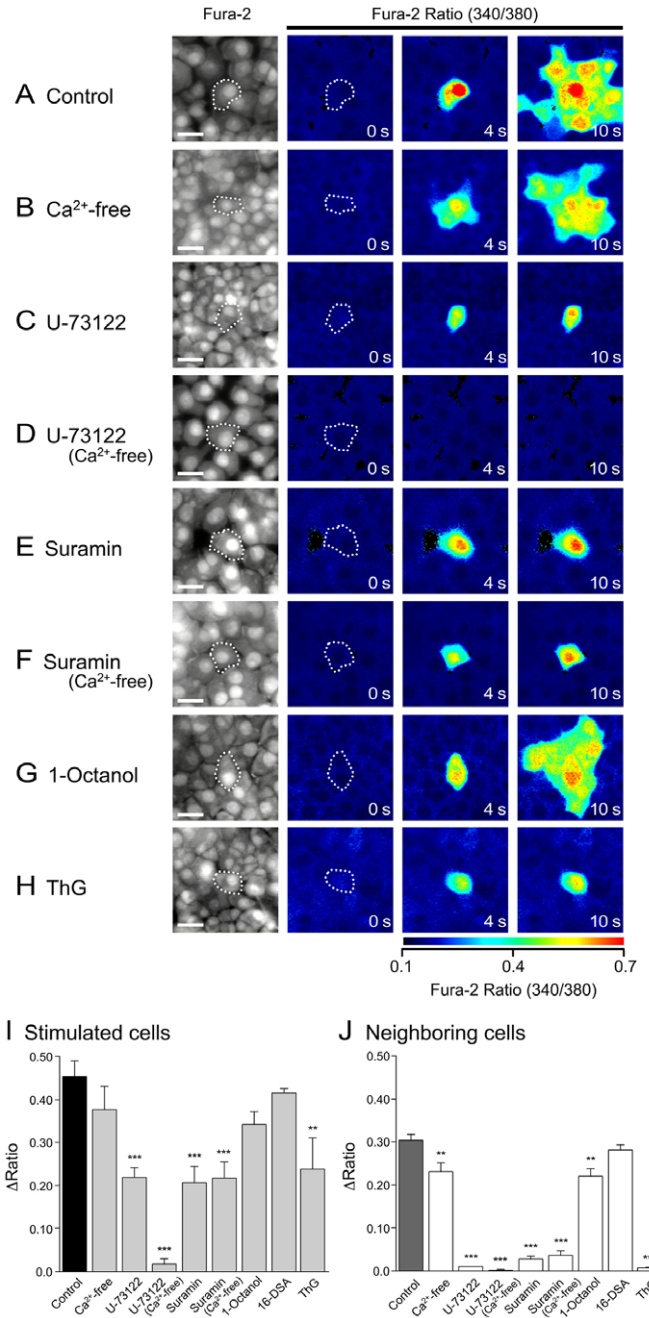 Fura-2 Fura-2 Ratio (340/380)
A Control 0 s 4 s 10 s
B Ca²⁺-free 0 s 4 s 10 s
C U-73122 0 s 4 s 10 s
D U-73122
(Ca²⁺-free) 0 s 4 s 10 s
E Suramin 0 s 4 s 10 s
F Suramin
(Ca²⁺-free) 0 s 4 s 10 s
G 1-Octanol 0 s 4 s 10 s
H ThG 0 s 4 s 10 s
0.1 0.4 0.7
Fura-2 Ratio (340/380)
I Stimulated cells
0.50
0.40
0.30
0.20
0.10
0.0
ΔRatio
***
***
***
***
**
Control
Ca²⁺-free
U-73122
U-73122
(Ca²⁺-free)
Suramin
Suramin
(Ca²⁺-free)
1-Octanol
16-DSA
ThG
J Neighboring cells
0.50
0.40
0.30
0.20
0.10
0.0
ΔRatio
**
***
***
***
***
**
Control
Ca²⁺-free
U-73122
U-73122
(Ca²⁺-free)
Suramin
Suramin
(Ca²⁺-free)
1-Octanol
16-DSA